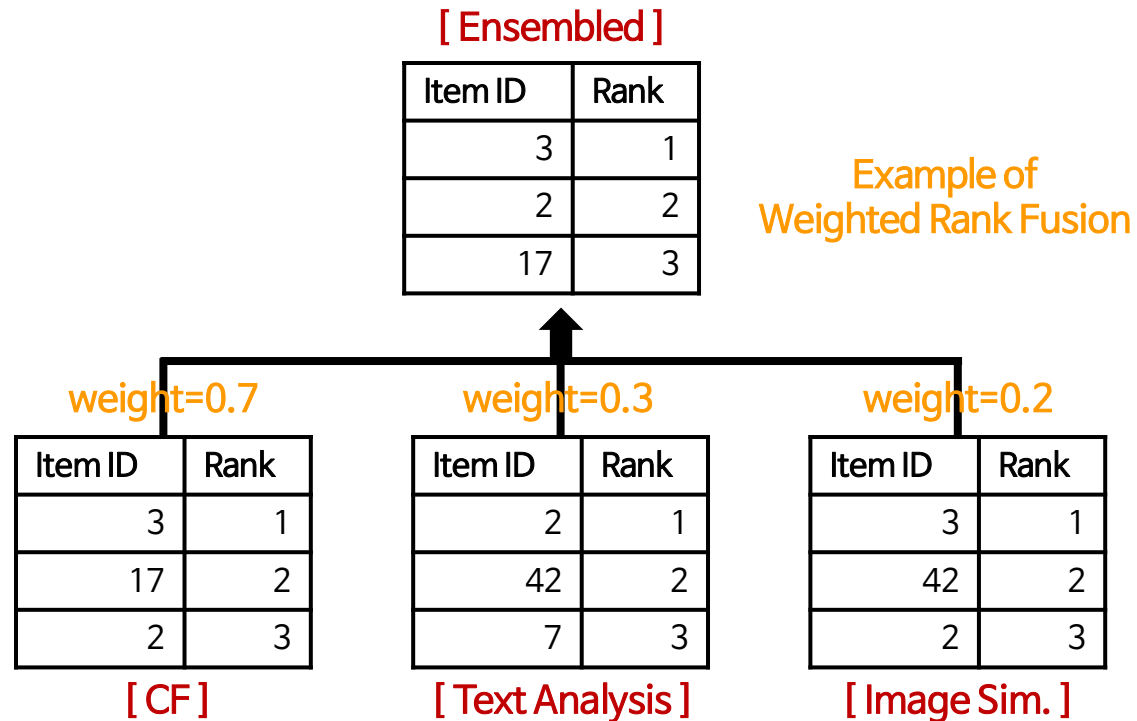 [ Ensembled ]
Item ID Rank
3 1
2 2
17 3
Example of
Weighted Rank Fusion
weight=0.7 weight=0.3 weight=0.2
Item ID Rank Item ID Rank Item ID Rank
3 1 2 1 3 1
17 2 42 2 42 2
2 3 7 3 2 3
[ CF ] [ Text Analysis ] [ Image Sim. ]